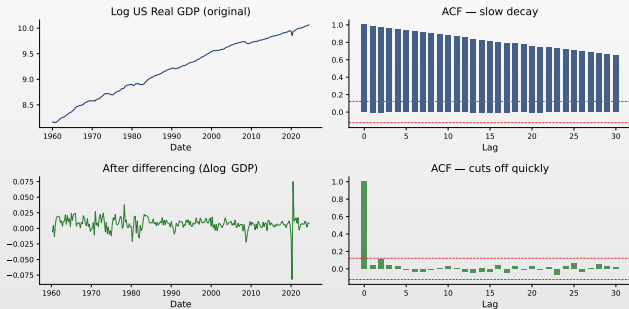 Log US Real GDP (original)
10.0
9.5
9.0
8.5
1960 1970 1980 1990 2000 2010 2020
Date
ACF — slow decay
1.0
0.8
0.6
0.4
0.2
0.0
0 5 10 15 20 25 30
Lag
After differencing (Δlog GDP)
0.075
0.050
0.025
0.000
−0.025
−0.050
−0.075
1960 1970 1980 1990 2000 2010 2020
Date
ACF — cuts off quickly
1.0
0.8
0.6
0.4
0.2
0.0
0 5 10 15 20 25 30
Lag